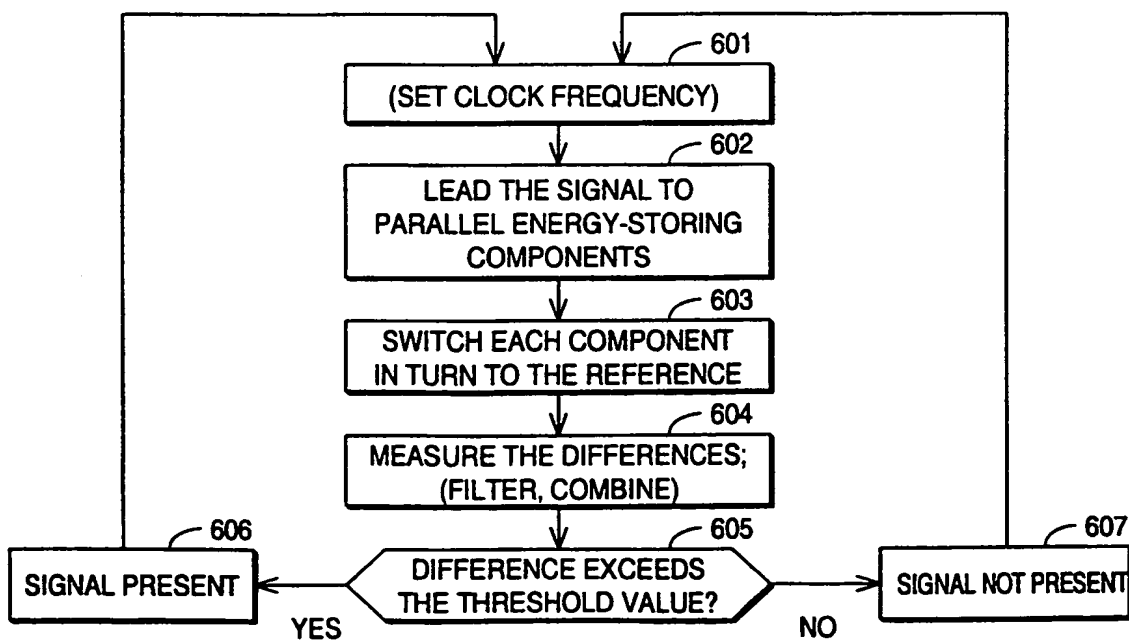 601
(SET CLOCK FREQUENCY)
602
LEAD THE SIGNAL TO
PARALLEL ENERGY-STORING
COMPONENTS
603
SWITCH EACH COMPONENT
IN TURN TO THE REFERENCE
604
MEASURE THE DIFFERENCES;
(FILTER, COMBINE)
605
DIFFERENCE EXCEEDS
THE THRESHOLD VALUE?
606
SIGNAL PRESENT
YES
607
SIGNAL NOT PRESENT
NO